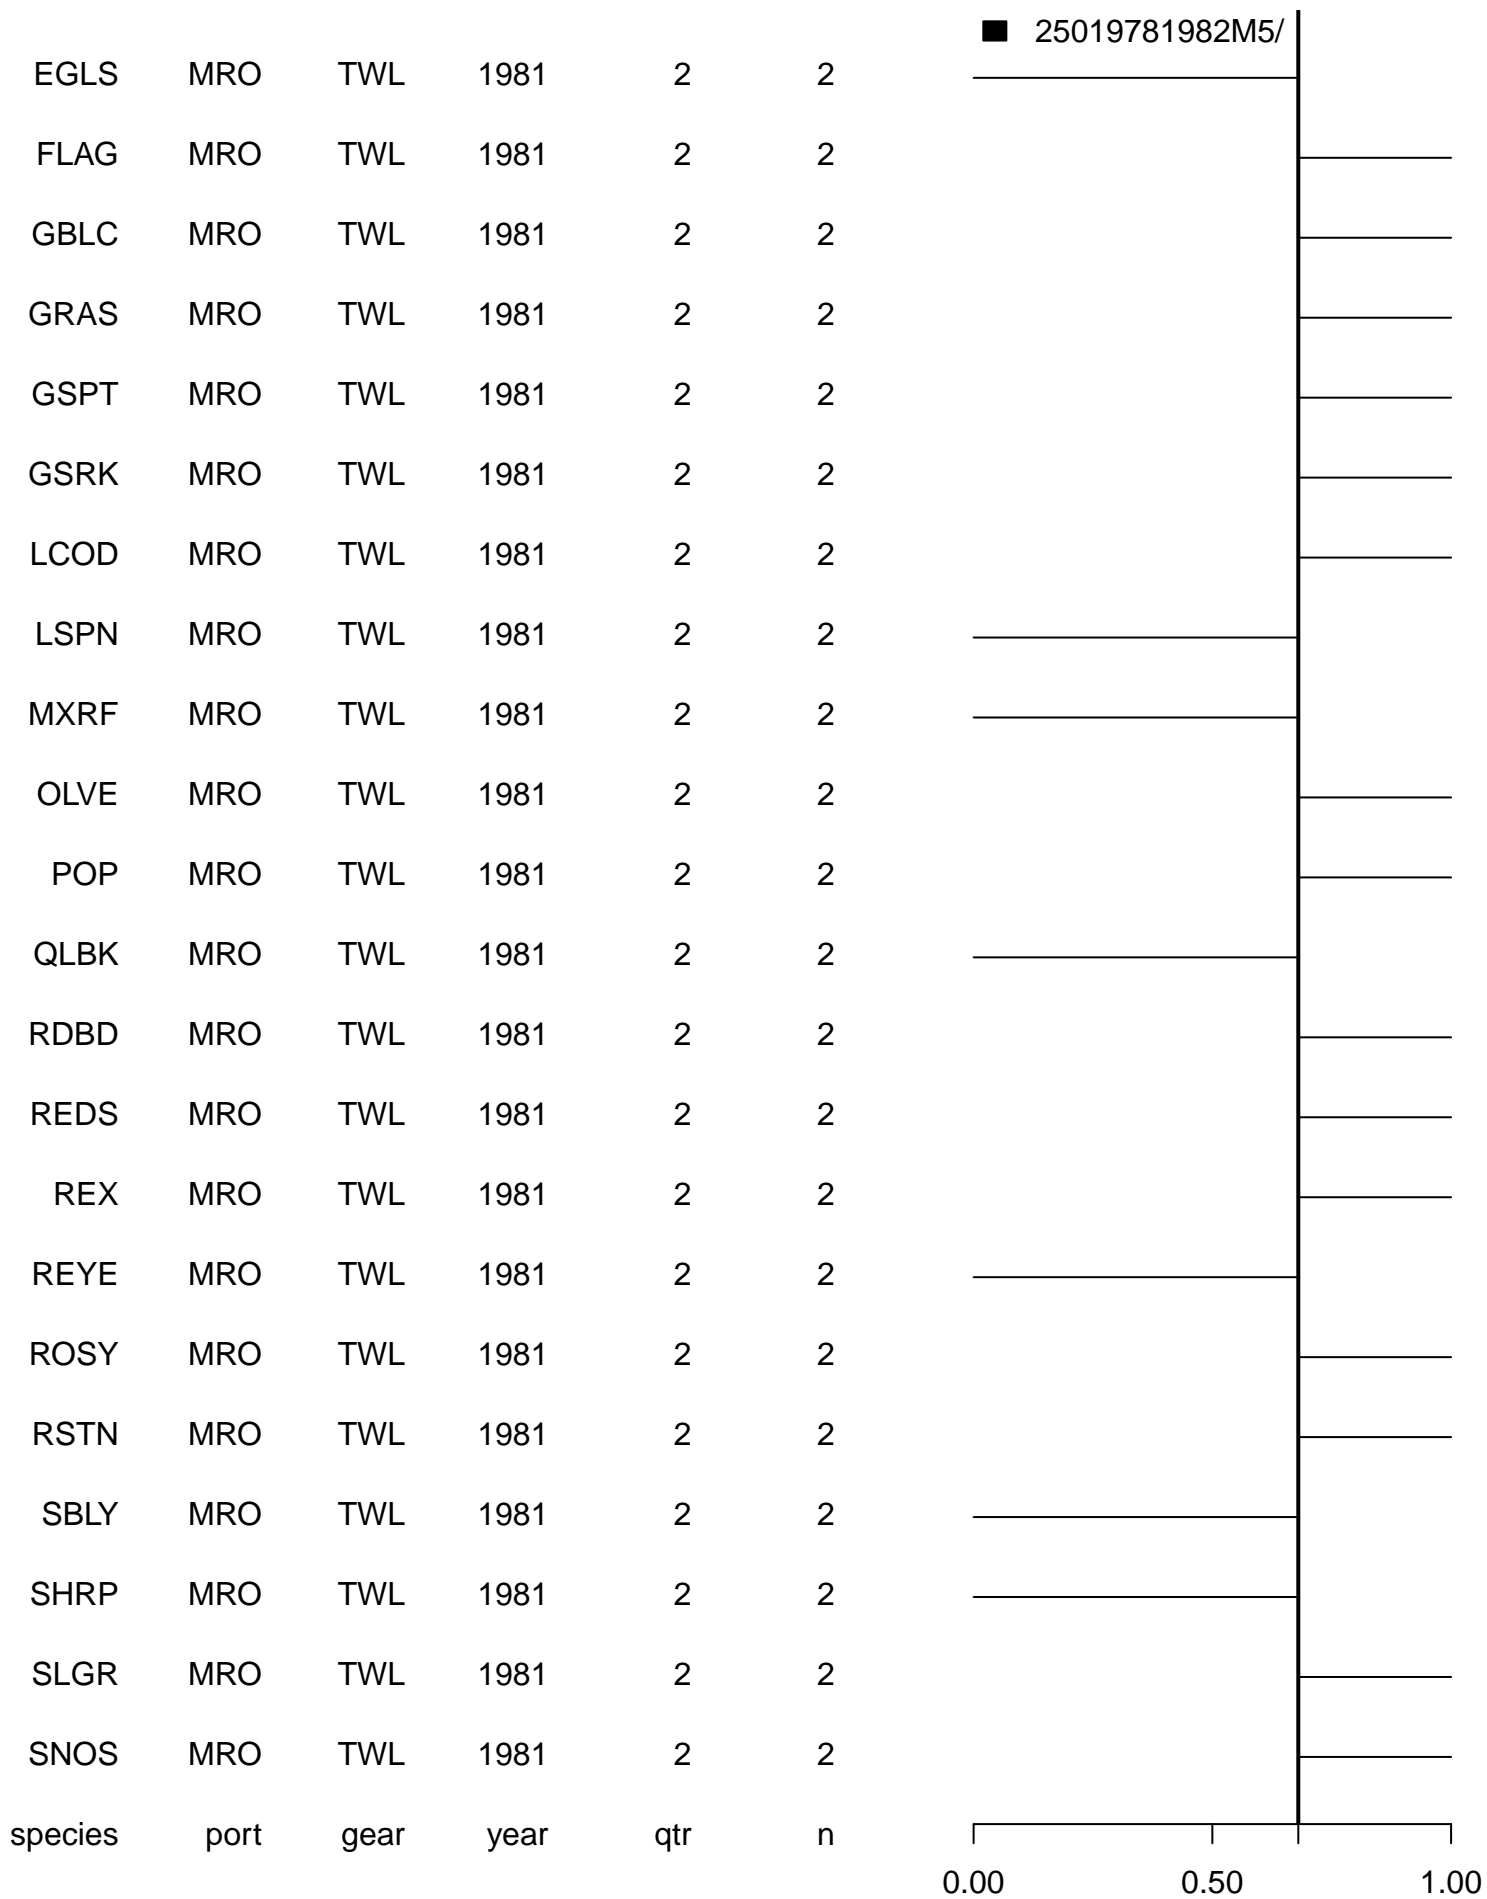 25019781982M5/
EGLS MRO TWL 1981 2 2
FLAG MRO TWL 1981 2 2
GBLC MRO TWL 1981 2 2
GRAS MRO TWL 1981 2 2
GSPT MRO TWL 1981 2 2
GSRK MRO TWL 1981 2 2
LCOD MRO TWL 1981 2 2
LSPN MRO TWL 1981 2 2
MXRF MRO TWL 1981 2 2
OLVE MRO TWL 1981 2 2
POP MRO TWL 1981 2 2
QLBK MRO TWL 1981 2 2
RDBD MRO TWL 1981 2 2
REDS MRO TWL 1981 2 2
REX MRO TWL 1981 2 2
REYE MRO TWL 1981 2 2
ROSY MRO TWL 1981 2 2
RSTN MRO TWL 1981 2 2
SBLY MRO TWL 1981 2 2
SHRP MRO TWL 1981 2 2
SLGR MRO TWL 1981 2 2
SNOS MRO TWL 1981 2 2
species port gear year qtr n
0.00 0.50 1.00